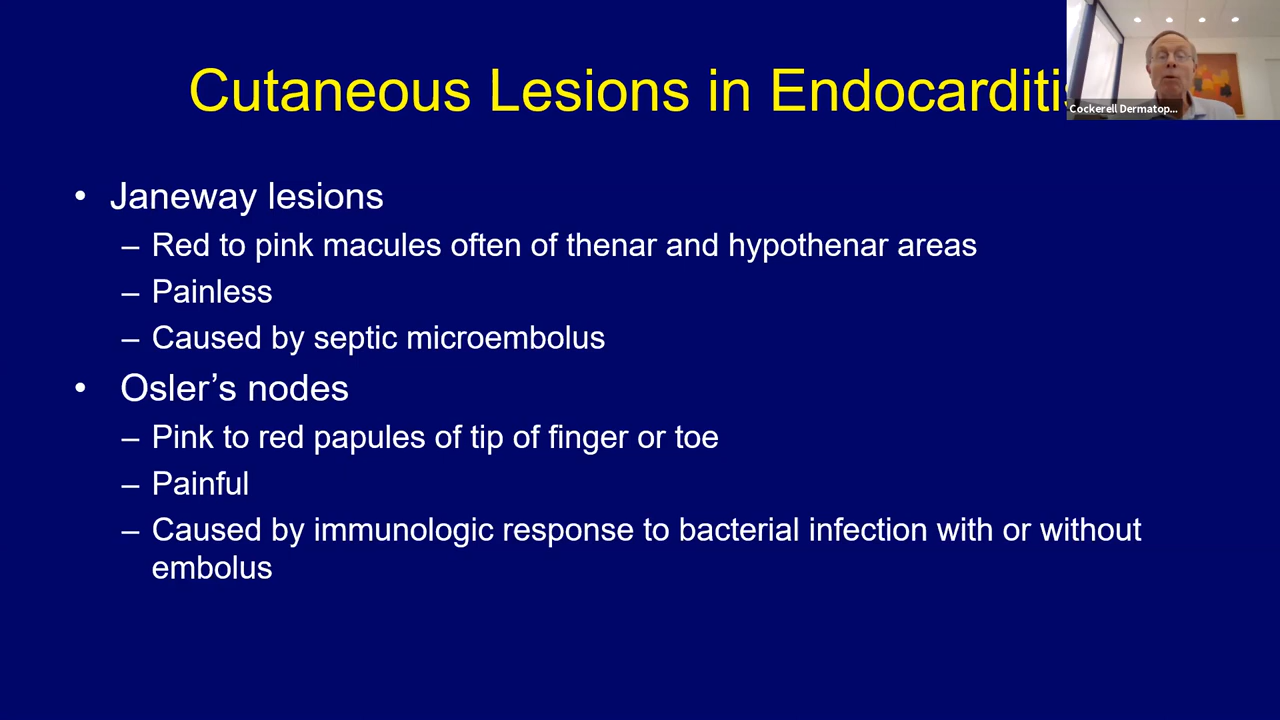 Cutaneous Lesions in Endocarditi
Cockerell Dermatop...
• Janeway lesions
– Red to pink macules often of thenar and hypothenar areas
– Painless
– Caused by septic microembolus
• Osler’s nodes
– Pink to red papules of tip of finger or toe
– Painful
– Caused by immunologic response to bacterial infection with or without
embolus